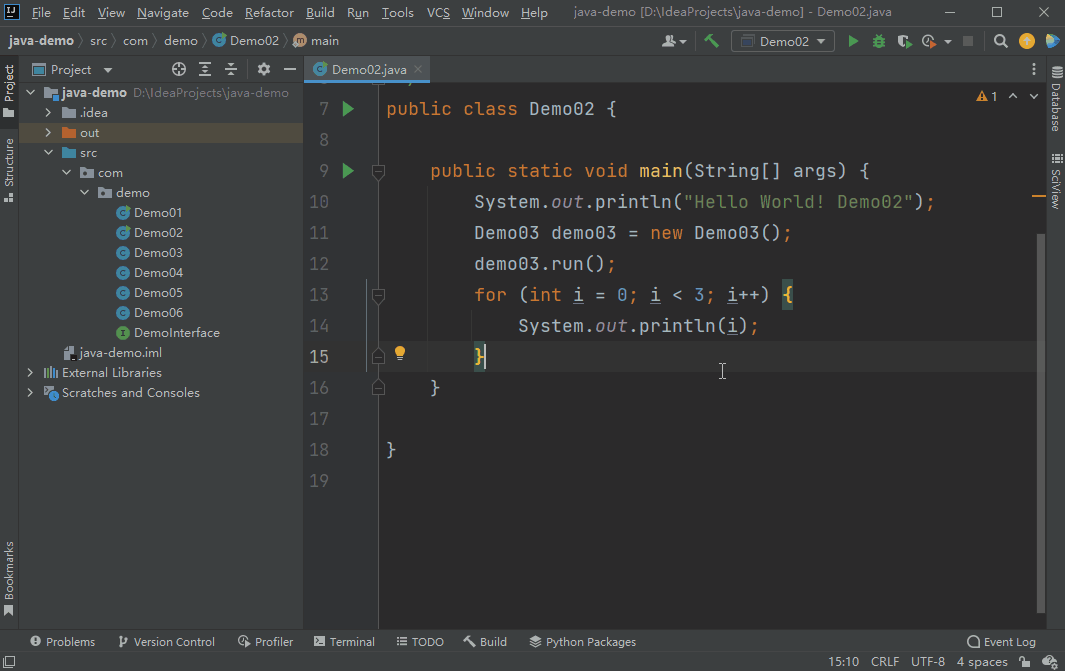 File Edit View Navigate Code Refactor Build Run Tools VCS Window Help java-demo [D:\IdeaProjects\java-demo] - Demo02.java
java-demo src com demo Demo02 main Demo02
Project
Structure
Bookmarks
Project
java-demo D:\IdeaProjects\java-demo
.idea
out
src
com
demo
Demo01
Demo02
Demo03
Demo04
Demo05
Demo06
DemoInterface
java-demo.iml
External Libraries
Scratches and Consoles
Demo02.java
1
7 public class Demo02 {
8
9 public static void main(String[] args) {
10 System.out.println("Hello World! Demo02");
11 Demo03 demo03 = new Demo03();
12 demo03.run();
13 for (int i = 0; i < 3; i++) {
14 System.out.println(i);
15 }
16 }
17
18 }
19
Database
SciView
Problems Version Control Profiler Terminal TODO Build Python Packages Event Log
15:10 CRLF UTF-8 4 spaces